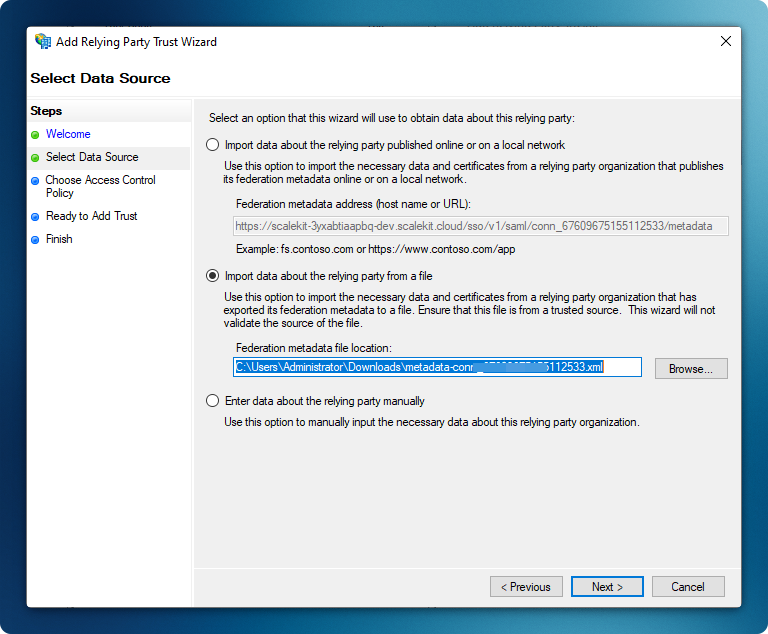 Add Relying Party Trust Wizard
Select Data Source
Steps
Welcome
Select Data Source
Choose Access Control
Policy
Ready to Add Trust
Finish
Select an option that this wizard will use to obtain data about this relying party:
Import data about the relying party published online or on a local network
Use this option to import the necessary data and certificates from a relying party organization that publishes
its federation metadata online or on a local network.
Federation metadata address (host name or URL):
https://scalekit-3yxabtiaapbq-dev.scalekit.cloud/sso/v1/saml/conn_67609675155112533/metadata
Example: fs.contoso.com or https://www.contoso.com/app
Import data about the relying party from a file
Use this option to import the necessary data and certificates from a relying party organization that has
exported its federation metadata to a file. Ensure that this file is from a trusted source.  This wizard will not
validate the source of the file.
Federation metadata file location:
C:\Users\Administrator\Downloads\metadata-conn_
Browse...
Enter data about the relying party manually
Use this option to manually input the necessary data about this relying party organization.
< Previous
Next >
Cancel